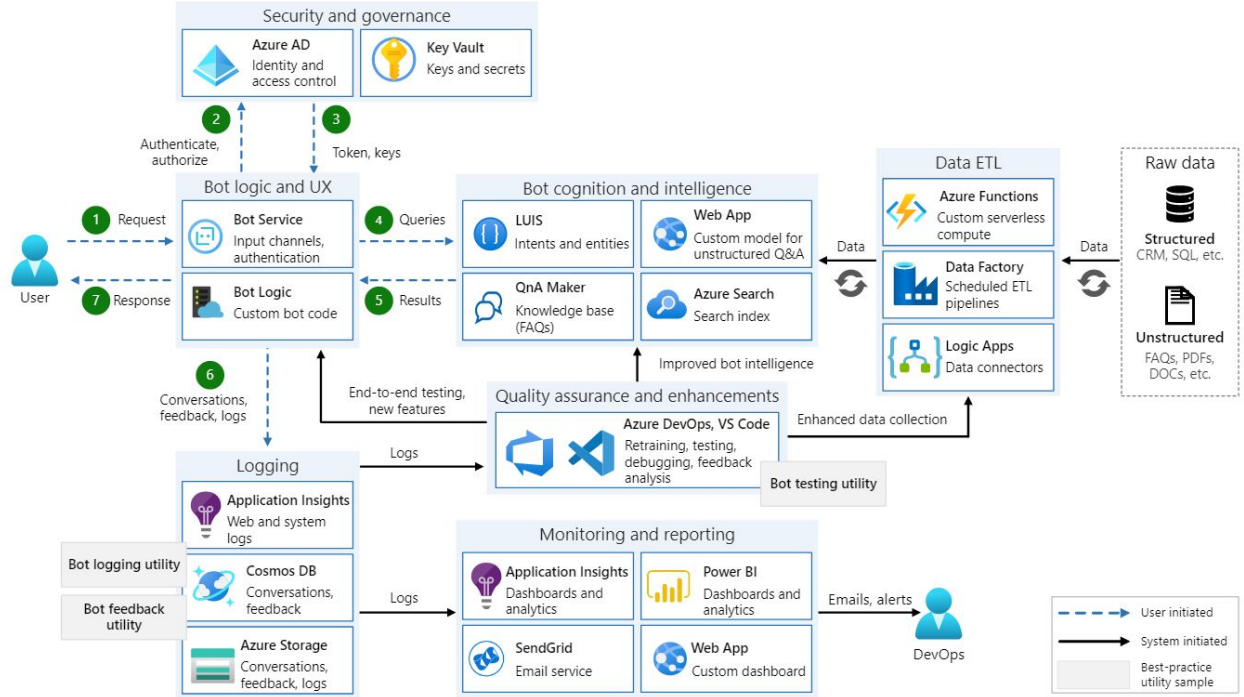 Security and governance
Azure AD
Identity and
access control
Key Vault
Keys and secrets
2
3
Authenticate,
authorize
Token, keys
Bot logic and UX
Bot Service
Input channels,
authentication
Bot Logic
Custom bot code
1
Request
User
7
Response
4
Queries
5
Results
Bot cognition and intelligence
LUIS
Intents and entities
Web App
Custom model for
unstructured Q&A
QnA Maker
Knowledge base
(FAQs)
Azure Search
Search index
Data
Data ETL
Azure Functions
Custom serverless
compute
Data Factory
Scheduled ETL
pipelines
Logic Apps
Data connectors
Data
Raw data
Structured
CRM, SQL, etc.
Unstructured
FAQs, PDFs,
DOCs, etc.
6
Conversations,
feedback, logs
End-to-end testing,
new features
Improved bot intelligence
Enhanced data collection
Quality assurance and enhancements
Azure DevOps, VS Code
Retraining, testing,
debugging, feedback
analysis
Bot testing utility
Logging
Logs
Application Insights
Web and system
logs
Bot logging utility
Cosmos DB
Conversations,
feedback
Bot feedback
utility
Azure Storage
Conversations,
feedback, logs
Logs
Monitoring and reporting
Application Insights
Dashboards and
analytics
Power BI
Dashboards and
analytics
SendGrid
Email service
Web App
Custom dashboard
Emails, alerts
DevOps
User initiated
System initiated
Best-practice
utility sample